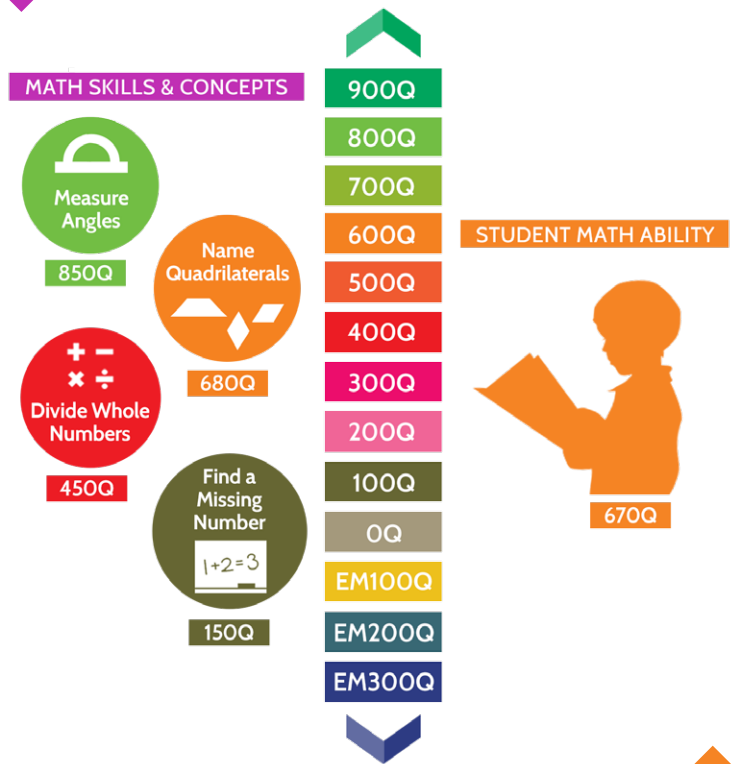 MATH SKILLS & CONCEPTS
Measure
Angles
850Q
Name
Quadrilaterals
680Q
+ −
× ÷
Divide Whole
Numbers
450Q
Find a
Missing
Number
1+2=3
150Q
900Q
800Q
700Q
600Q
500Q
400Q
300Q
200Q
100Q
0Q
EM100Q
EM200Q
EM300Q
STUDENT MATH ABILITY
670Q